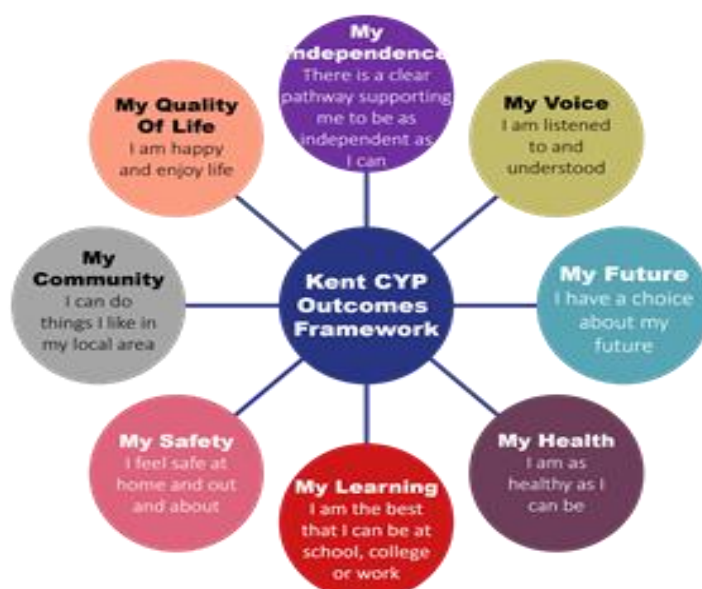 My
Independence
There is a clear
pathway supporting
me to be as
independent as
I can
My Voice
I am listened
to and
understood
My Future
I have a choice
about my
future
My Health
I am as
healthy as I
can be
My Learning
I am the best
that I can be at
school, college
or work
My Safety
I feel safe at
home and out
and about
My
Community
I can do
things I like in
my local area
My Quality
Of Life
I am happy
and enjoy life
Kent CYP
Outcomes
Framework